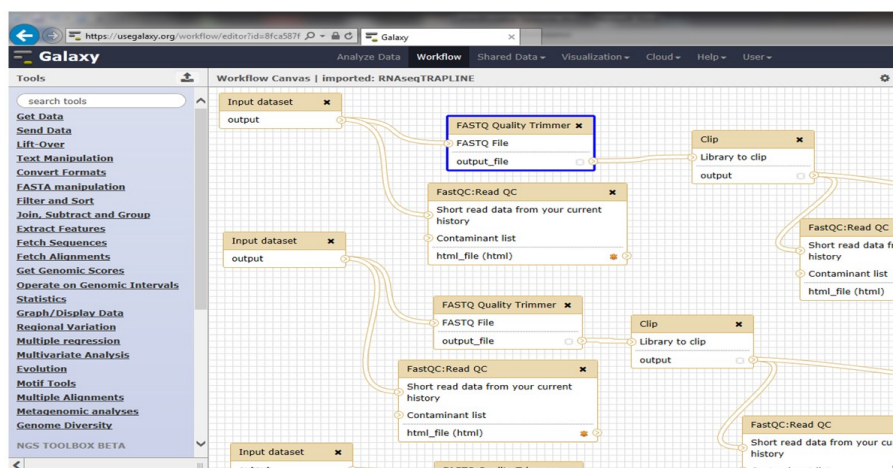 https://usegalaxy.org/workflow/editor?id=8fca587f
Galaxy
Galaxy
Analyze Data Workflow Shared Data Visualization Cloud Help User
Tools
Workflow Canvas | imported: RNAseqTRAPLINE
search tools
Get Data
Send Data
Lift-Over
Text Manipulation
Convert Formats
FASTA manipulation
Filter and Sort
Join, Subtract and Group
Extract Features
Fetch Sequences
Fetch Alignments
Get Genomic Scores
Operate on Genomic Intervals
Statistics
Graph/Display Data
Regional Variation
Multiple regression
Multivariate Analysis
Evolution
Motif Tools
Multiple Alignments
Metagenomic analyses
Genome Diversity
NGS TOOLBOX BETA
Input dataset
output
FASTQ Quality Trimmer
FASTQ File
output_file
Clip
Library to clip
output
FastQC:Read QC
Short read data from your current
history
Contaminant list
html_file (html)
FastQC:Read QC
Short read data f
history
Contaminant list
html_file (html)
Input dataset
output
FASTQ Quality Trimmer
FASTQ File
output_file
Clip
Library to clip
output
FastQC:Read QC
Short read data from your current
history
Contaminant list
html_file (html)
FastQC:Read QC
Short read data from your cu
history
Input dataset